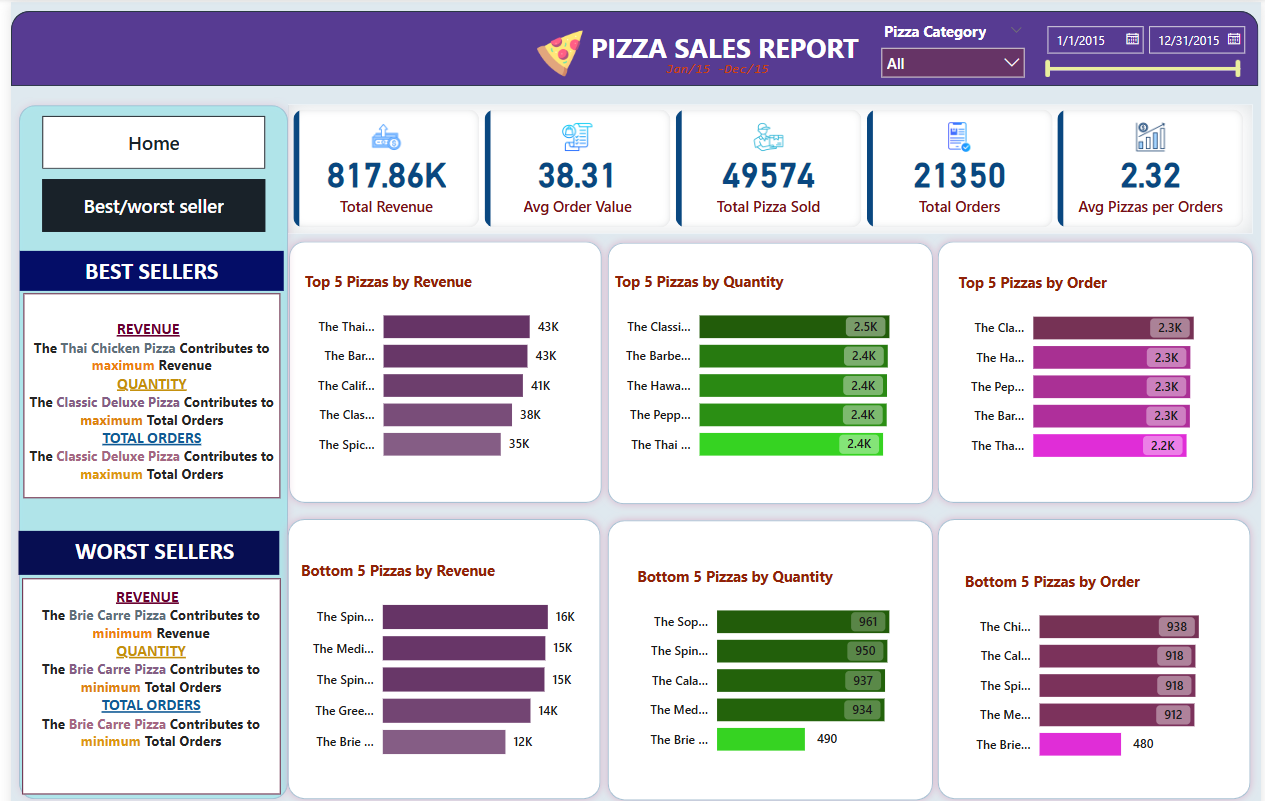 PIZZA SALES REPORT
Jan/15 -Dec/15
Pizza Category
All
1/1/2015
12/31/2015
Home
Best/worst seller
817.86K
Total Revenue
38.31
Avg Order Value
49574
Total Pizza Sold
21350
Total Orders
2.32
Avg Pizzas per Orders
BEST SELLERS
REVENUE
The Thai Chicken Pizza Contributes to
maximum Revenue
QUANTITY
The Classic Deluxe Pizza Contributes to
maximum Total Orders
TOTAL ORDERS
The Classic Deluxe Pizza Contributes to
maximum Total Orders
Top 5 Pizzas by Revenue
The Thai... 43K
The Bar... 43K
The Calif... 41K
The Clas... 38K
The Spic... 35K
Top 5 Pizzas by Quantity
The Classi... 2.5K
The Barbe... 2.4K
The Hawa... 2.4K
The Pepp... 2.4K
The Thai ... 2.4K
Top 5 Pizzas by Order
The Cla... 2.3K
The Ha... 2.3K
The Pep... 2.3K
The Bar... 2.3K
The Tha... 2.2K
WORST SELLERS
REVENUE
The Brie Carre Pizza Contributes to
minimum Revenue
QUANTITY
The Brie Carre Pizza Contributes to
minimum Total Orders
TOTAL ORDERS
The Brie Carre Pizza Contributes to
minimum Total Orders
Bottom 5 Pizzas by Revenue
The Spin... 16K
The Medi... 15K
The Spin... 15K
The Gree... 14K
The Brie ... 12K
Bottom 5 Pizzas by Quantity
The Sop... 961
The Spin... 950
The Cala... 937
The Med... 934
The Brie ... 490
Bottom 5 Pizzas by Order
The Chi... 938
The Cal... 918
The Spi... 918
The Me... 912
The Brie... 480